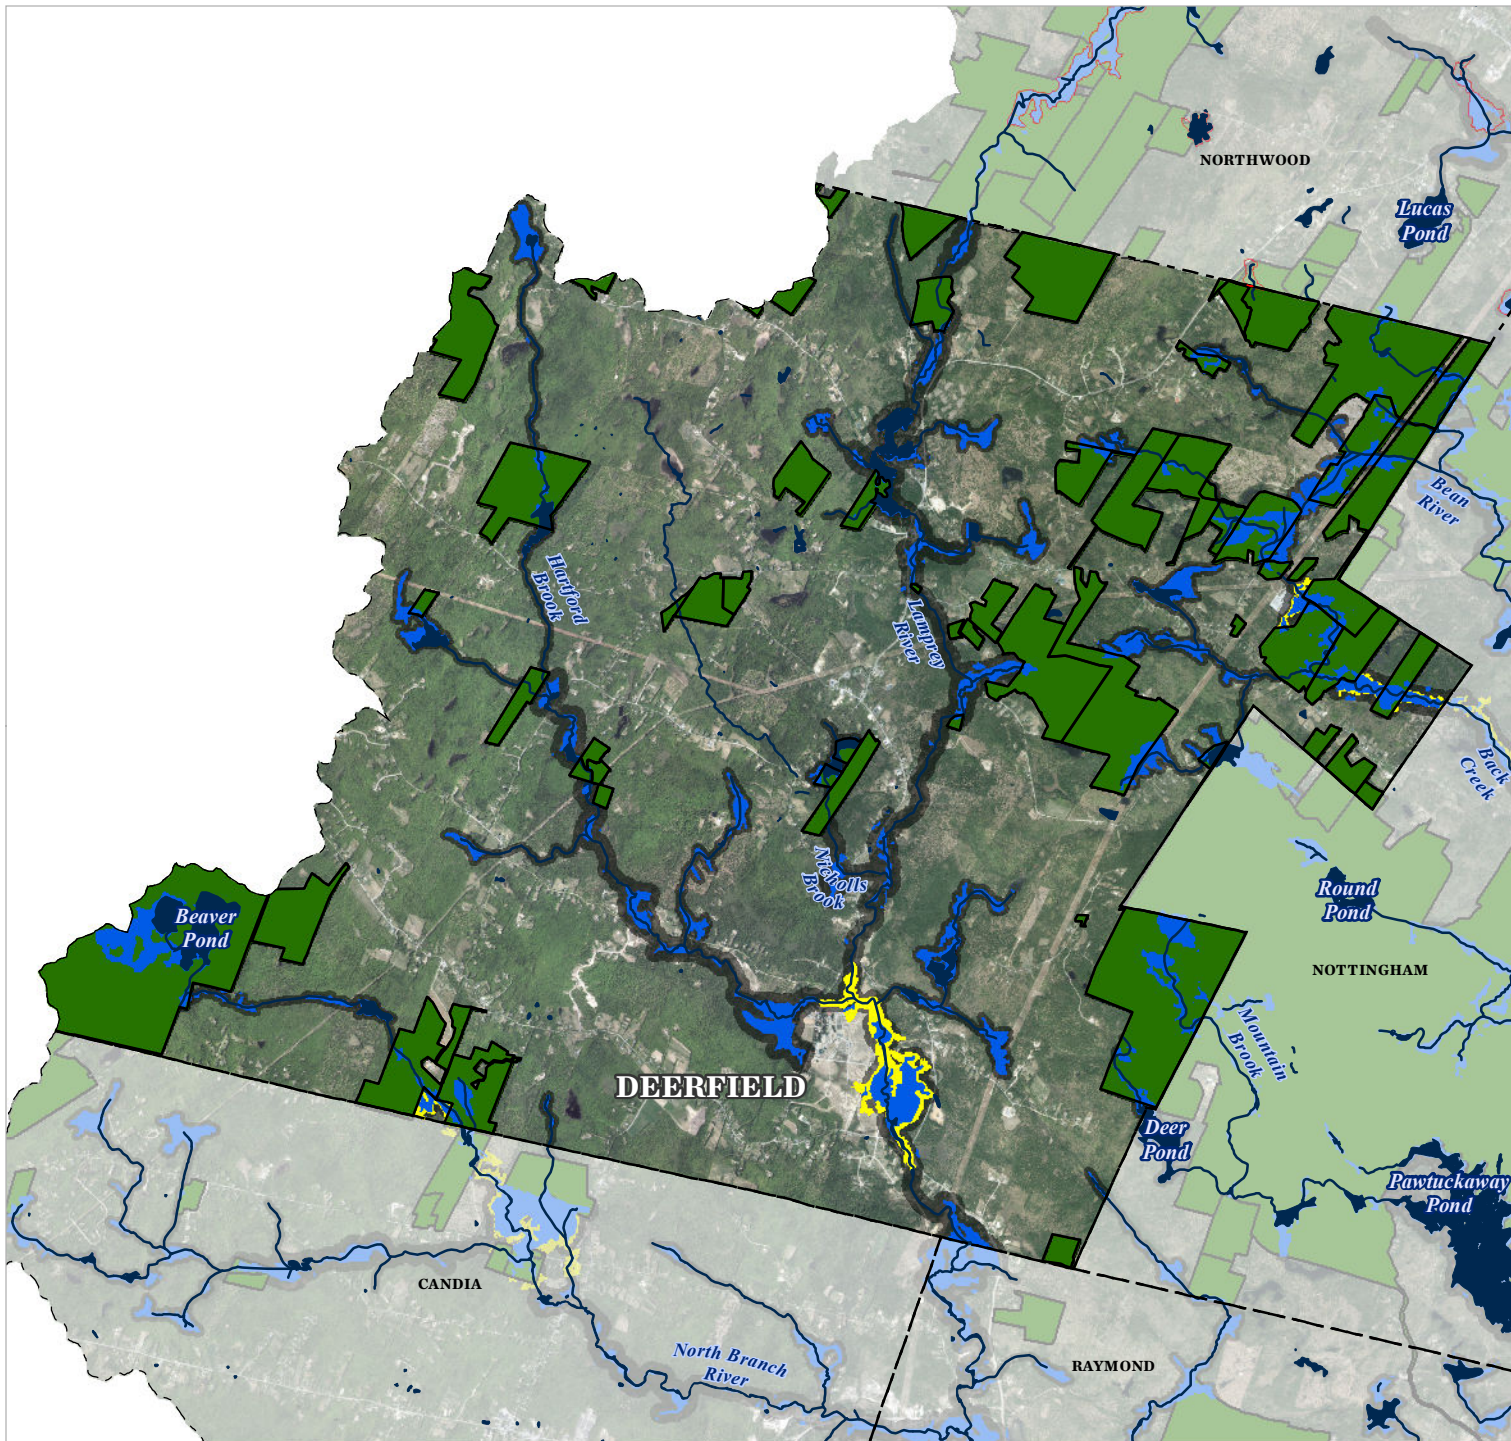 NORTHWOOD
Lucas
Pond
Bean
River
Hartford
Brook
Lamprey
River
Back
Creek
Nicholls
Brook
Round
Pond
Beaver
Pond
NOTTINGHAM
Mountain
Brook
DEERFIELD
Deer
Pond
Pawtuckaway
Pond
CANDIA
North Branch
River
RAYMOND